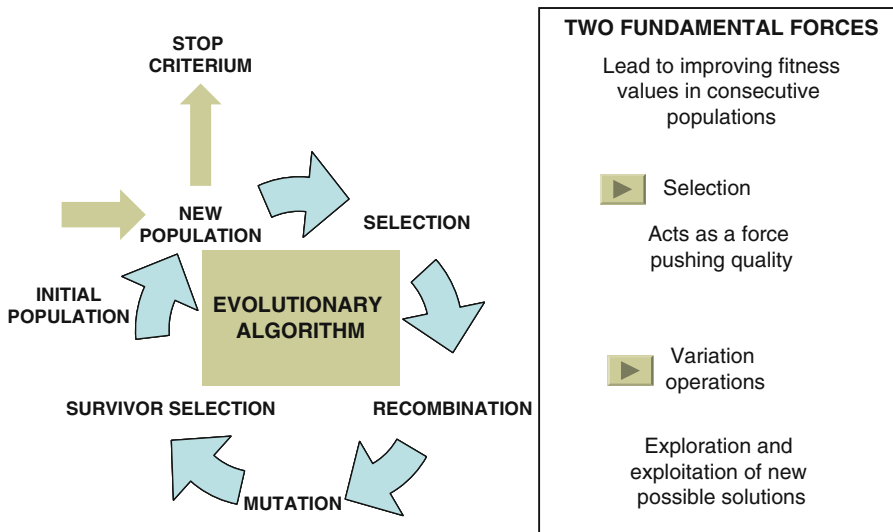 STOP
CRITERIUM
NEW
POPULATION
SELECTION
INITIAL
POPULATION
EVOLUTIONARY
ALGORITHM
SURVIVOR SELECTION
RECOMBINATION
MUTATION
TWO FUNDAMENTAL FORCES
Lead to improving fitness
values in consecutive
populations
Selection
Acts as a force
pushing quality
Variation
operations
Exploration and
exploitation of new
possible solutions